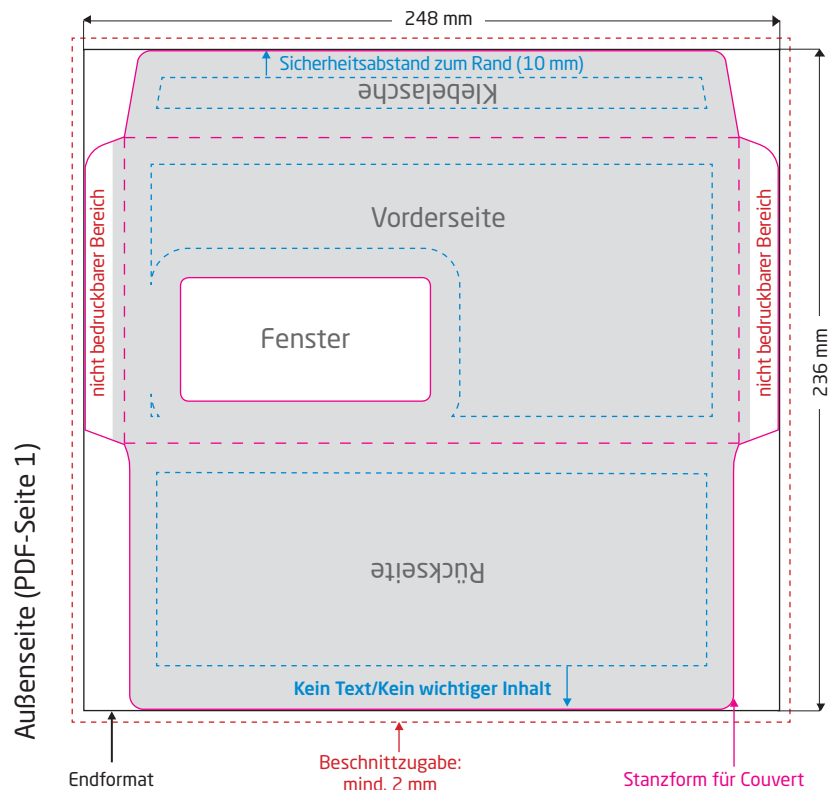 248 mm
Sicherheitsabstand zum Rand (10 mm)
Klebelasche
nicht bedruckbarer Bereich
Vorderseite
nicht bedruckbarer Bereich
Fenster
236 mm
Außenseite (PDF-Seite 1)
Rückseite
Kein Text/Kein wichtiger Inhalt
Endformat
Beschnittzugabe:
mind. 2 mm
Stanzform für Couvert